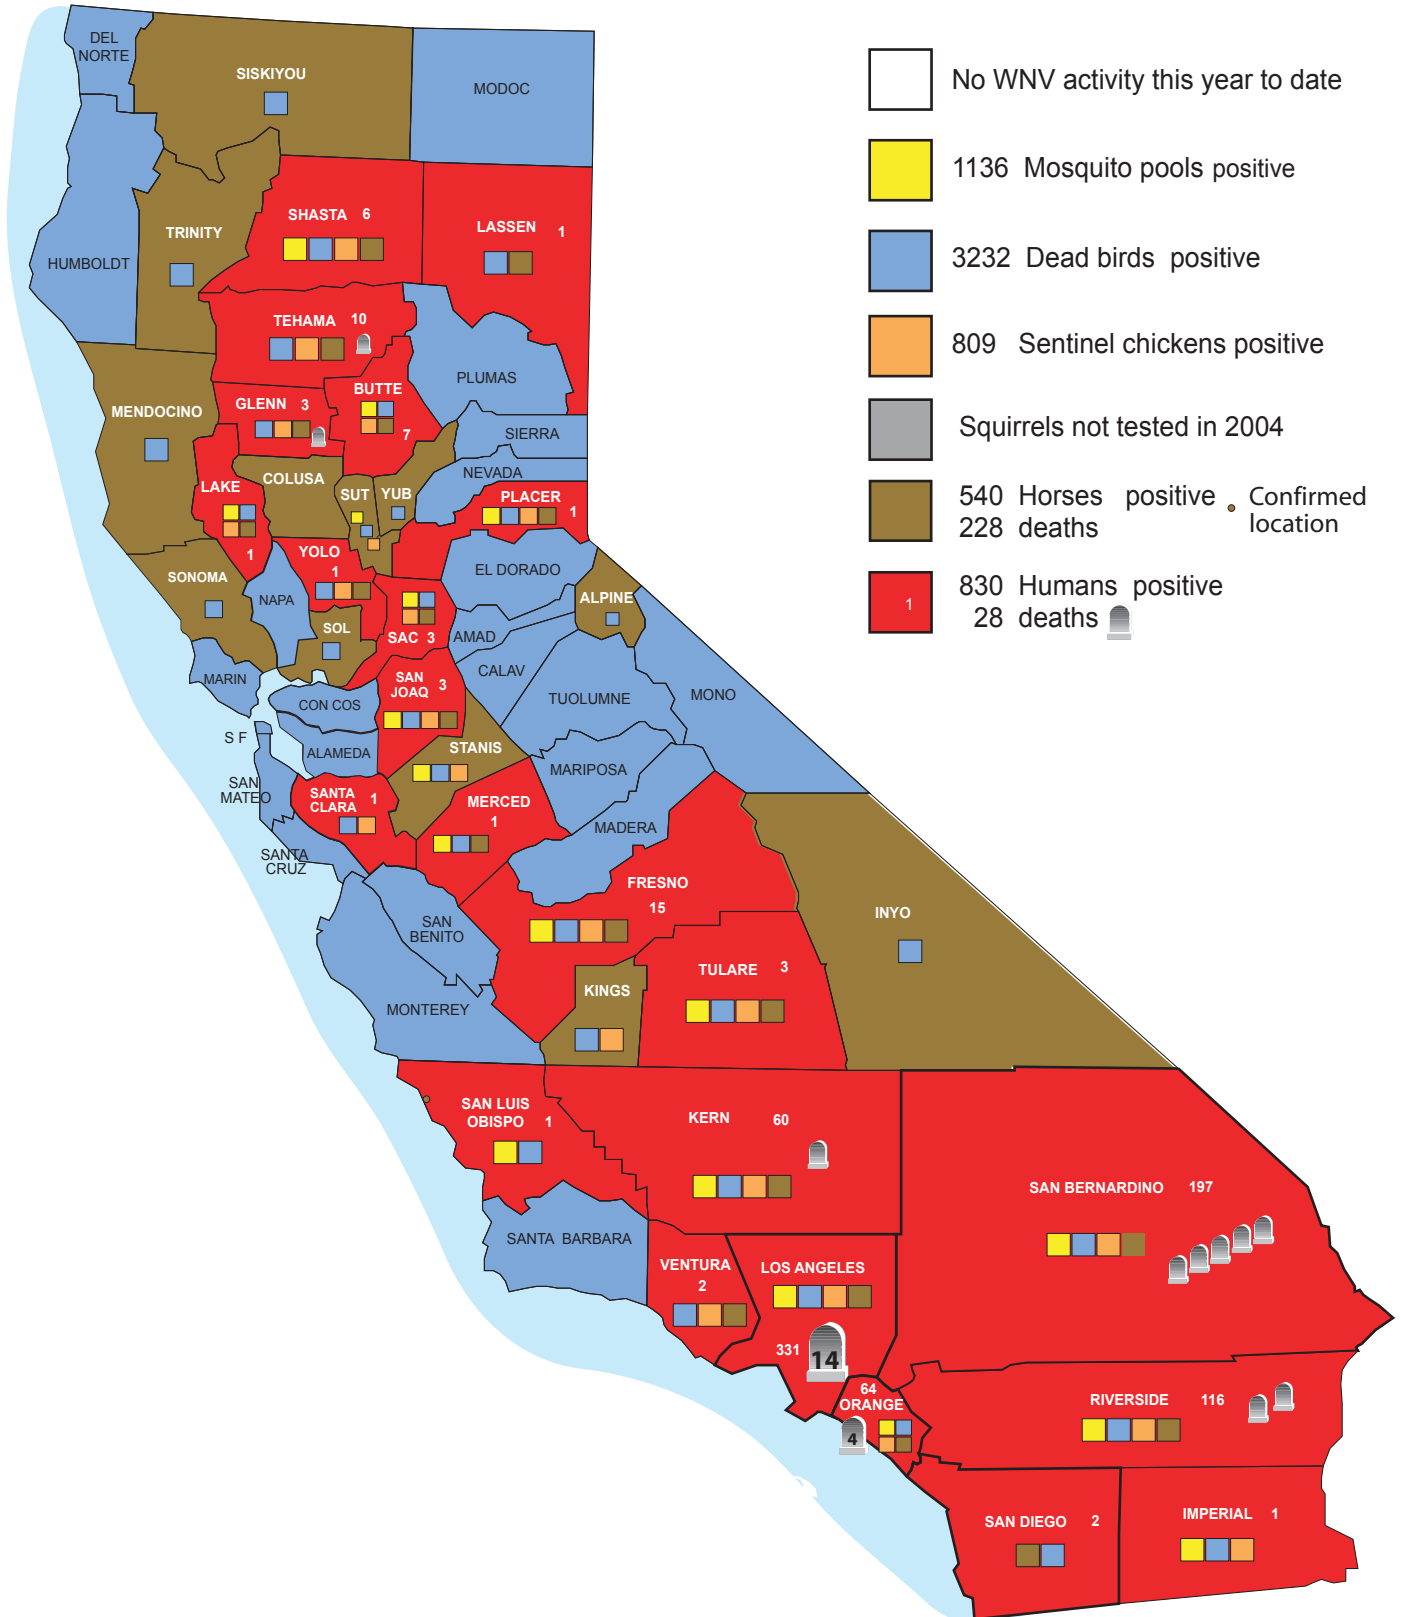 DEL
NORTE
SISKIYOU
MODOC
No WNV activity this year to date
1136 Mosquito pools positive
3232 Dead birds positive
809 Sentinel chickens positive
Squirrels not tested in 2004
540 Horses positive
228 deaths
Confirmed
location
1
830 Humans positive
28 deaths
SHASTA 6
LASSEN 1
TRINITY
HUMBOLDT
TEHAMA 10
PLUMAS
BUTTE
7
GLENN 3
MENDOCINO
SIERRA
NEVADA
COLUSA
LAKE
1
SUT
YUB
PLACER
1
YOLO
1
EL DORADO
SONOMA
NAPA
ALPINE
SOL
SAC 3
AMAD
MARIN
SAN
JOAQ 3
CALAV
TUOLUMNE
MONO
CON COS
S F
ALAMEDA
STANIS
MARIPOSA
SAN
MATEO
SANTA
CLARA 1
MERCED
1
MADERA
SANTA
CRUZ
FRESNO
15
INYO
SAN
BENITO
TULARE 3
KINGS
MONTEREY
SAN LUIS
OBISPO 1
KERN 60
SAN BERNARDINO 197
SANTA BARBARA
VENTURA
2
LOS ANGELES
331
14
64
ORANGE
4
RIVERSIDE 116
SAN DIEGO 2
IMPERIAL 1